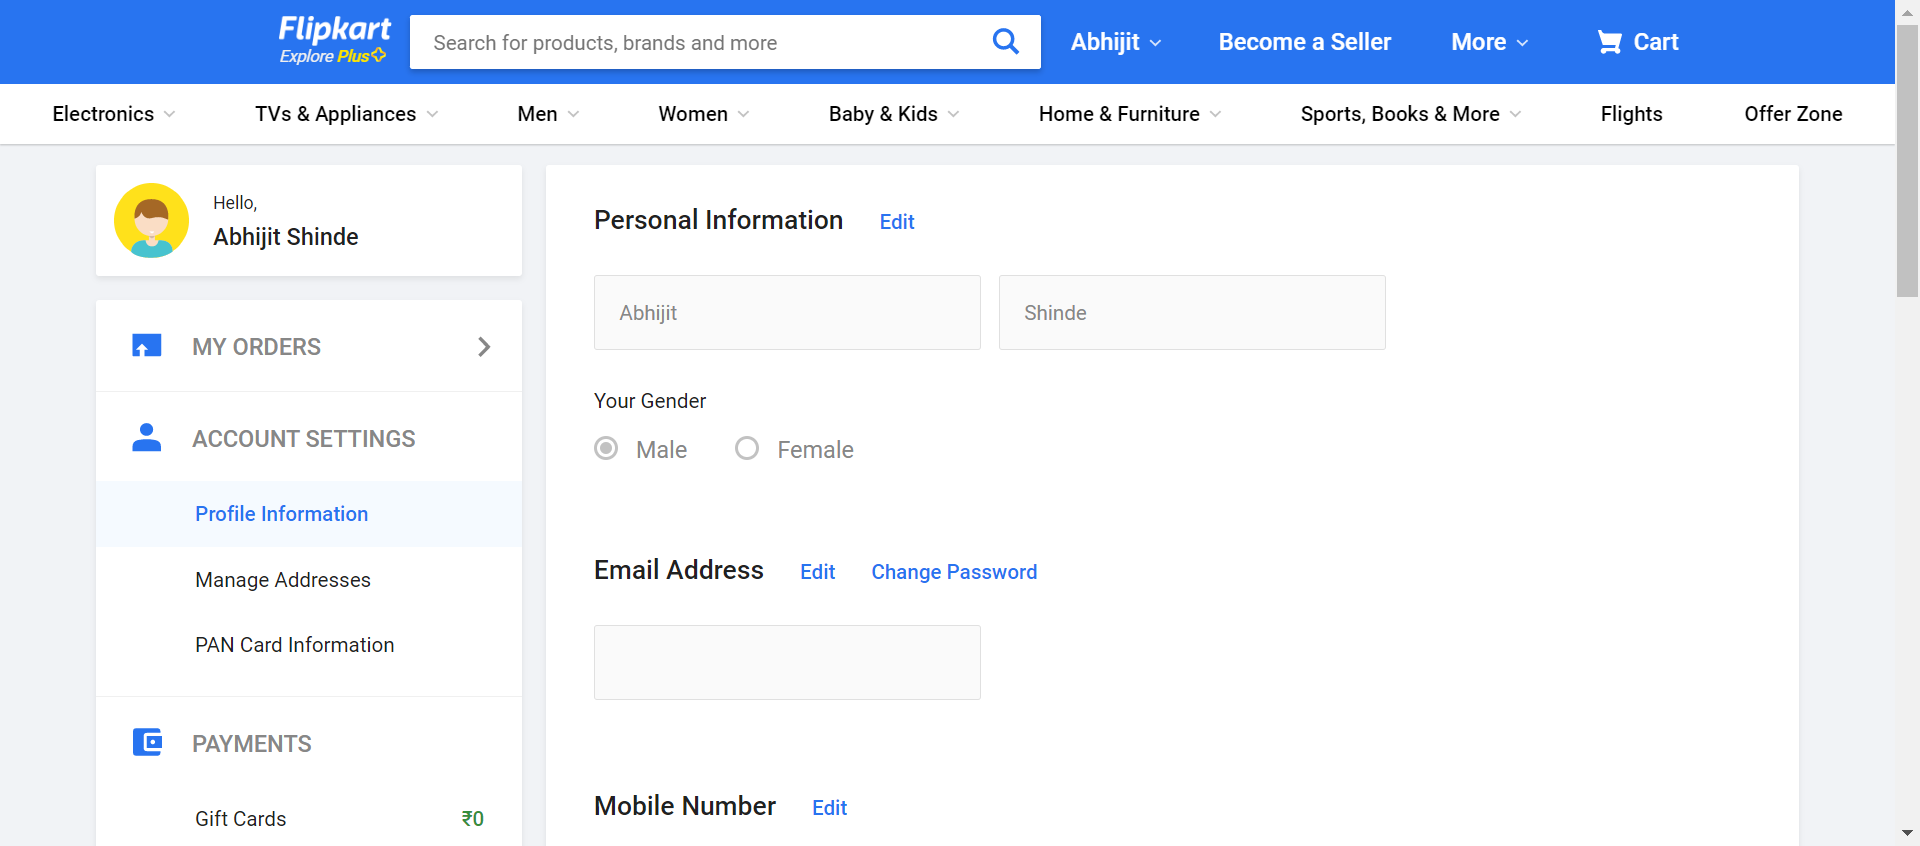 Flipkart
Explore Plus
Search for products, brands and more
Abhijit
Become a Seller
More
Cart
Electronics
TVs & Appliances
Men
Women
Baby & Kids
Home & Furniture
Sports, Books & More
Flights
Offer Zone
Hello,
Abhijit Shinde
MY ORDERS
ACCOUNT SETTINGS
Profile Information
Manage Addresses
PAN Card Information
PAYMENTS
Gift Cards ₹0
Personal Information Edit
Abhijit
Shinde
Your Gender
Male Female
Email Address Edit Change Password
Mobile Number Edit